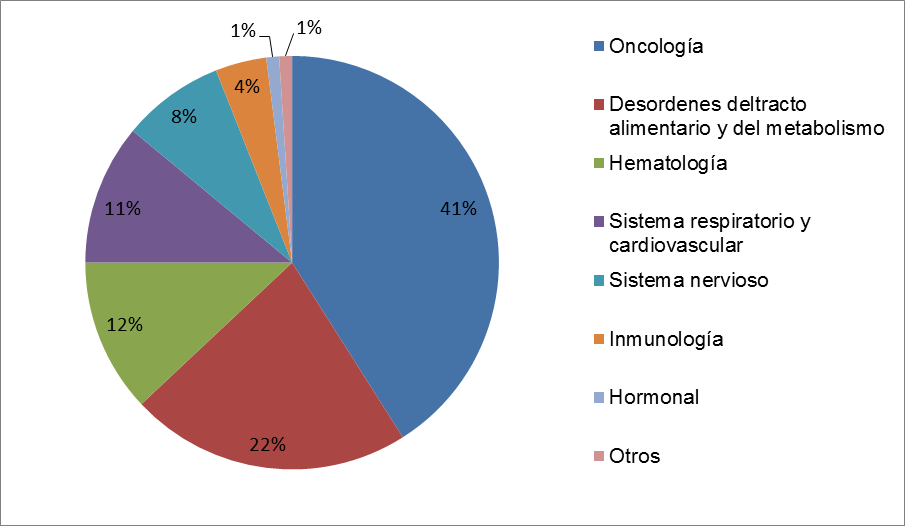 1%
1%
4%
8%
11%
12%
22%
41%
Oncología
Desordenes deltracto
alimentario y del metabolismo
Hematología
Sistema respiratorio y
cardiovascular
Sistema nervioso
Inmunología
Hormonal
Otros